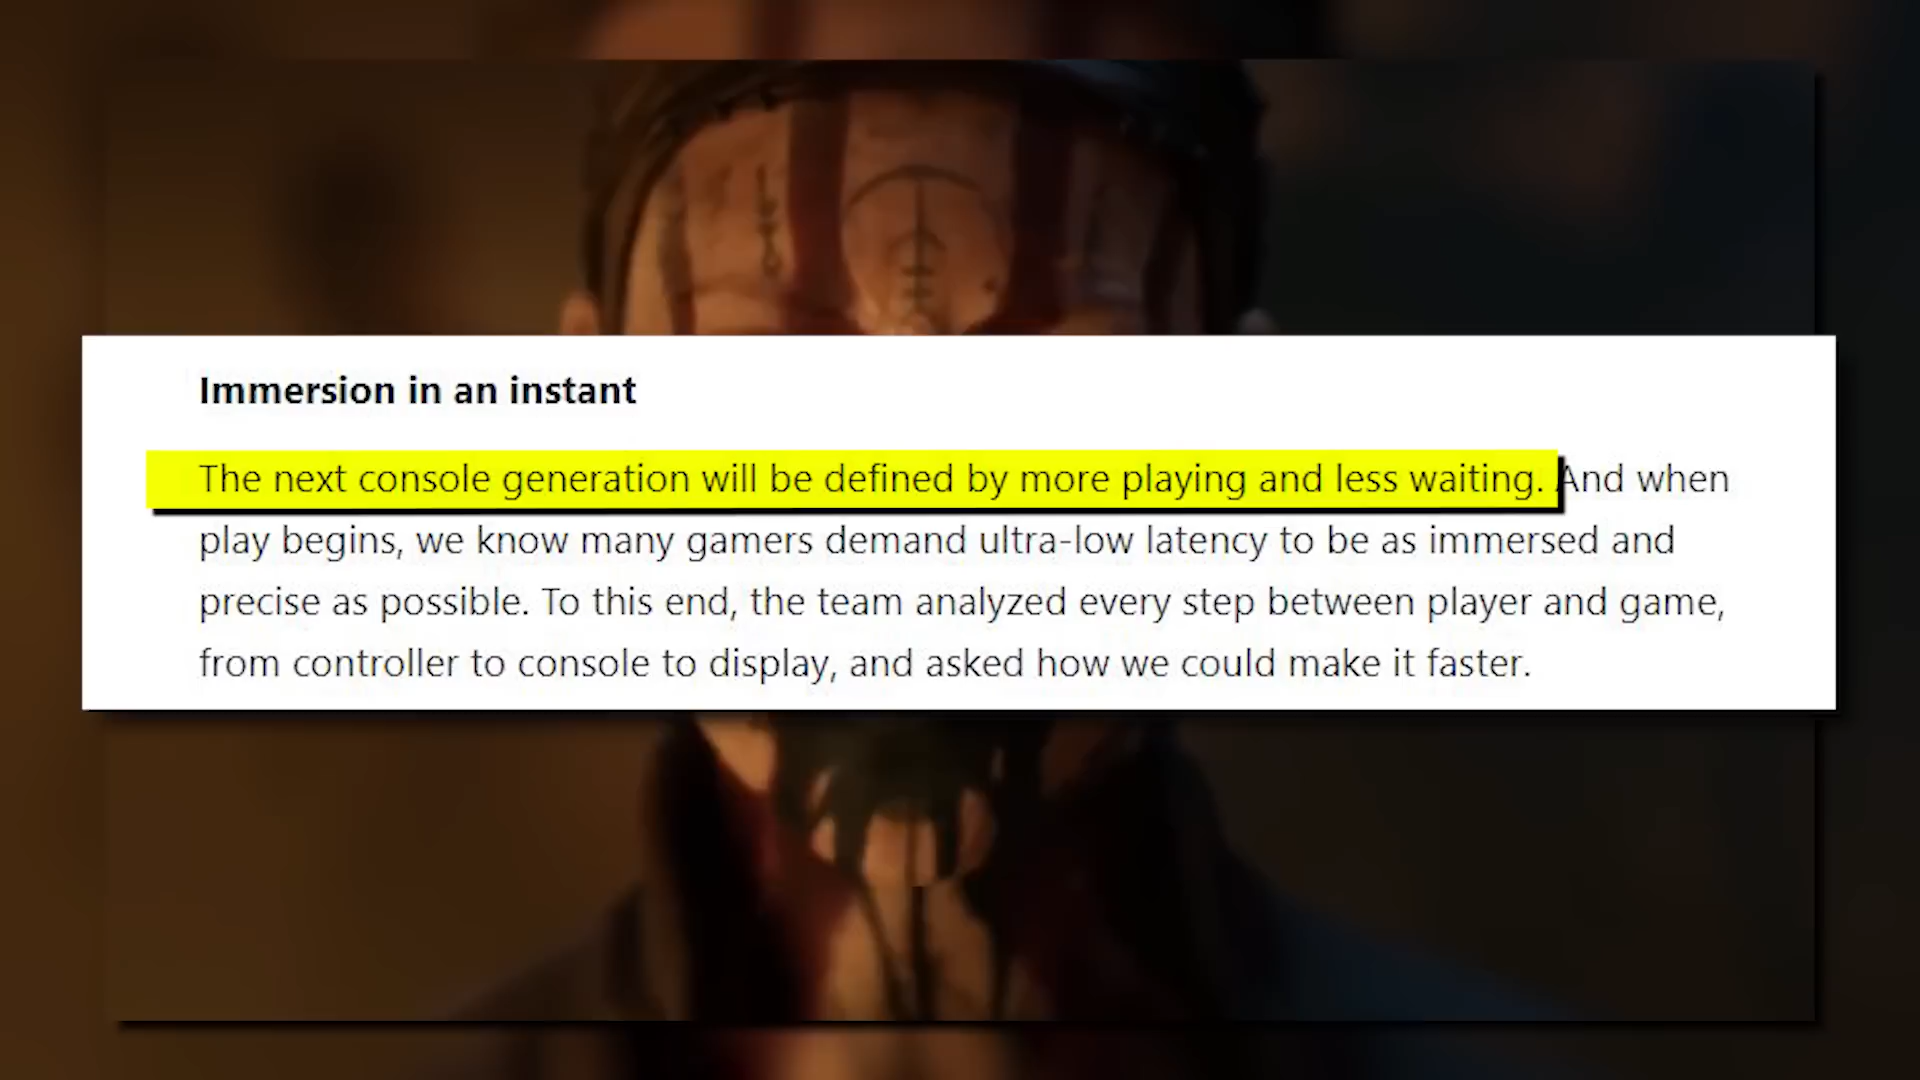 Immersion in an instant
The next console generation will be defined by more playing and less waiting. And when
play begins, we know many gamers demand ultra-low latency to be as immersed and
precise as possible. To this end, the team analyzed every step between player and game,
from controller to console to display, and asked how we could make it faster.